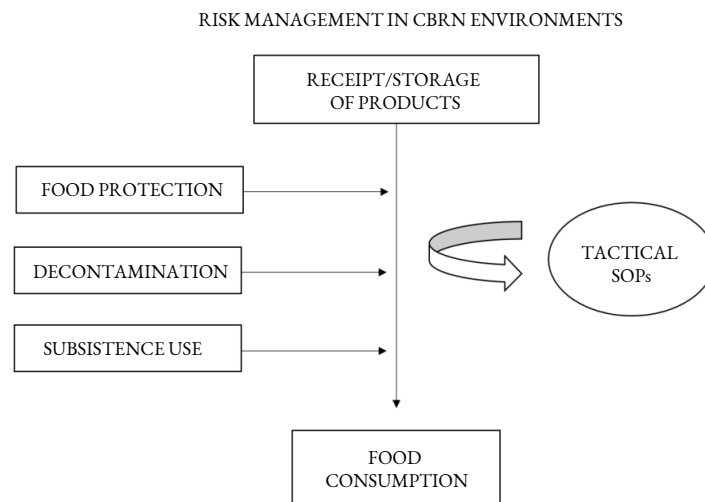 RISK MANAGEMENT IN CBRN ENVIRONMENTS
RECEIPT/STORAGE
OF PRODUCTS
FOOD PROTECTION
DECONTAMINATION
TACTICAL
SOPs
SUBSISTENCE USE
FOOD
CONSUMPTION